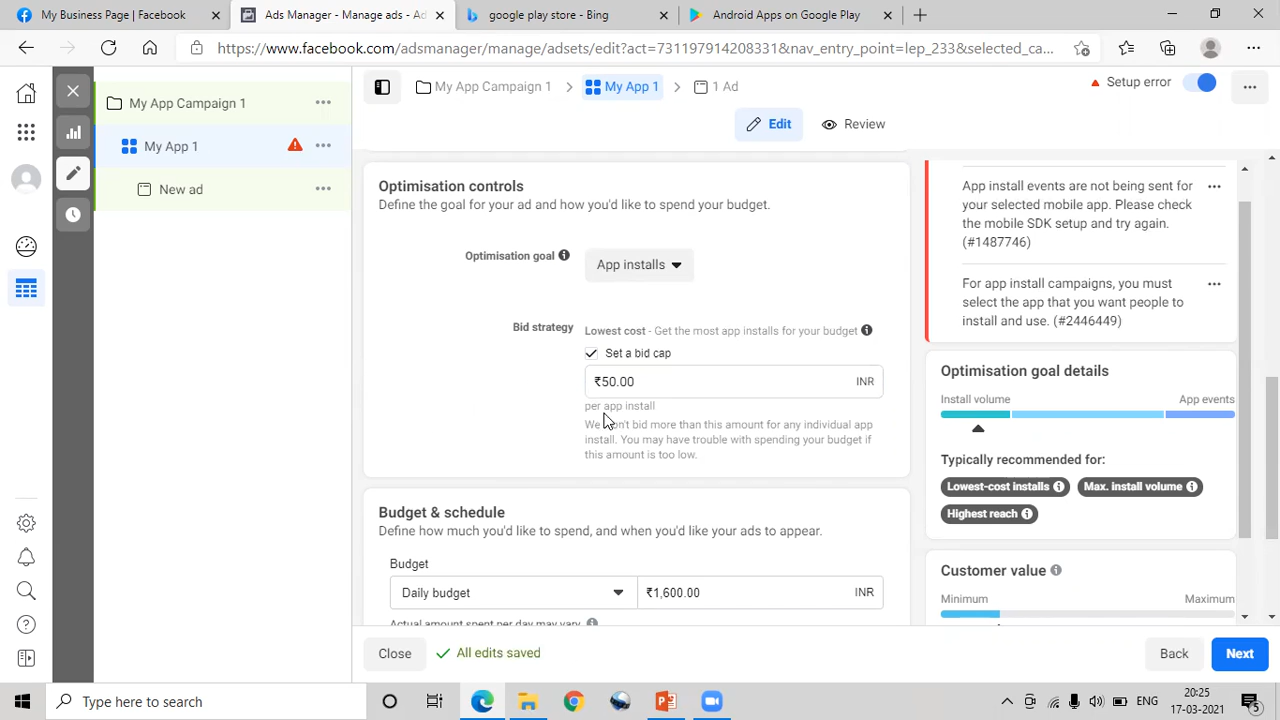 My Business Page | Facebook
Ads Manager - Manage ads - Ad
google play store - Bing
Android Apps on Google Play
https://www.facebook.com/adsmanager/manage/adsets/edit?act=731197914208331&nav_entry_point=lep_233&selected_ca...
My App Campaign 1
My App 1
New ad
My App Campaign 1
My App 1
1 Ad
Setup error
Edit
Review
Optimisation controls
Define the goal for your ad and how you'd like to spend your budget.
Optimisation goal
App installs
Bid strategy
Lowest cost - Get the most app installs for your budget
Set a bid cap
₹50.00
INR
per app install
We won't bid more than this amount for any individual app
install. You may have trouble with spending your budget if
this amount is too low.
Budget & schedule
Define how much you'd like to spend, and when you'd like your ads to appear.
Budget
Daily budget
₹1,600.00
INR
Actual amount spent per day may vary.
App install events are not being sent for
your selected mobile app. Please check
the mobile SDK setup and try again.
(#1487746)
For app install campaigns, you must
select the app that you want people to
install and use. (#2446449)
Optimisation goal details
Install volume
App events
Typically recommended for:
Lowest-cost installs
Max. install volume
Highest reach
Customer value
Minimum
Maximum
Close
All edits saved
Back
Next
Type here to search
ENG
20:25
17-03-2021
5